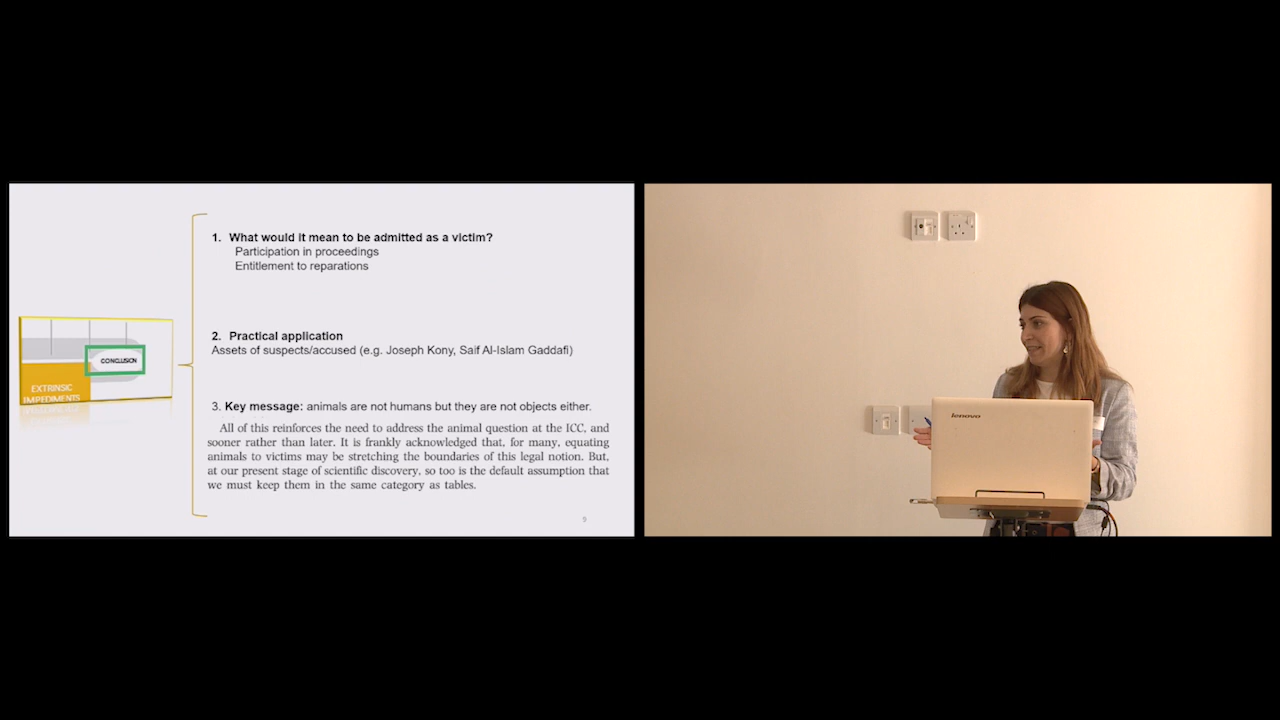 1. What would it mean to be admitted as a victim?
Participation in proceedings
Entitlement to reparations
2. Practical application
Assets of suspects/accused (e.g. Joseph Kony, Saif Al-Islam Gaddafi)
CONCLUSION
EXTRINSIC
IMPEDIMENTS
3. Key message: animals are not humans but they are not objects either.
All of this reinforces the need to address the animal question at the ICC, and
sooner rather than later. It is frankly acknowledged that, for many, equating
animals to victims may be stretching the boundaries of this legal notion. But,
at our present stage of scientific discovery, so too is the default assumption that
we must keep them in the same category as tables.
9
lenovo